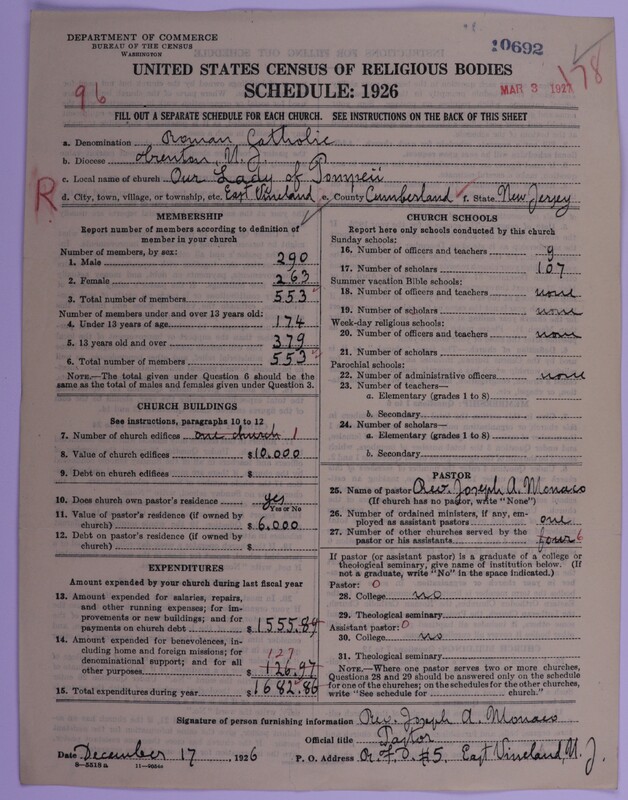 DEPARTMENT OF COMMERCE
BUREAU OF THE CENSUS
WASHINGTON
10692
UNITED STATES CENSUS OF RELIGIOUS BODIES
SCHEDULE: 1926
MAR 3 1927
178
96
FILL OUT A SEPARATE SCHEDULE FOR EACH CHURCH. SEE INSTRUCTIONS ON THE BACK OF THIS SHEET
a. Denomination Roman Catholic
b. Diocese Trenton, N. J.
c. Local name of church Our Lady of Pompeii
R
d. City, town, village, or township, etc. East Vineland e. County Cumberland f. State New Jersey
MEMBERSHIP
Report number of members according to definition of member in your church
Number of members, by sex:
1. Male 290
2. Female 263
3. Total number of members 553
Number of members under and over 13 years old:
4. Under 13 years of age 174
5. 13 years old and over 379
6. Total number of members 553
NOTE.—The total given under Question 6 should be the
same as the total of males and females given under Question 3.
CHURCH BUILDINGS
See instructions, paragraphs 10 to 12
7. Number of church edifices one church 1
8. Value of church edifices $10.000
9. Debt on church edifices $
10. Does church own pastor's residence yes
Yes or No
11. Value of pastor's residence (if owned by
church) $6.000
12. Debt on pastor's residence (if owned by
church) $
EXPENDITURES
Amount expended by your church during last fiscal year
13. Amount expended for salaries, repairs,
and other running expenses; for im-
provements or new buildings; and for
payments on church debt $1555.89
14. Amount expended for benevolences, in-
cluding home and foreign missions; for
denominational support; and for all
127
other purposes $126.97
15. Total expenditures during year $1682.86
CHURCH SCHOOLS
Report here only schools conducted by this church
Sunday schools:
16. Number of officers and teachers 9
17. Number of scholars 107
Summer vacation Bible schools:
18. Number of officers and teachers none
19. Number of scholars none
Week-day religious schools:
20. Number of officers and teachers none
21. Number of scholars
Parochial schools:
22. Number of administrative officers none
23. Number of teachers—
a. Elementary (grades 1 to 8)
b. Secondary
24. Number of scholars—
a. Elementary (grades 1 to 8)
b. Secondary
PASTOR
25. Name of pastor Rev. Joseph A. Monaco
(If church has no pastor, write "None")
26. Number of ordained ministers, if any, em-
ployed as assistant pastors one
27. Number of other churches served by the
pastor or his assistants four 6
If pastor (or assistant pastor) is a graduate of a college or
theological seminary, give name of institution below. (If
not a graduate, write "No" in the space indicated.)
Pastor: 0
28. College no
29. Theological seminary
Assistant pastor: 0
30. College no
31. Theological seminary
NOTE.—Where one pastor serves two or more churches,
Questions 28 and 29 should be answered only on the schedule
for one of the churches; on the schedules for the other churches,
write "See schedule for church."
Signature of person furnishing information Rev. Joseph A. Monaco
Official title Pastor
Date December 17, 1926 P. O. Address R. F. D. #5. East Vineland, N. J.
8—5518 a